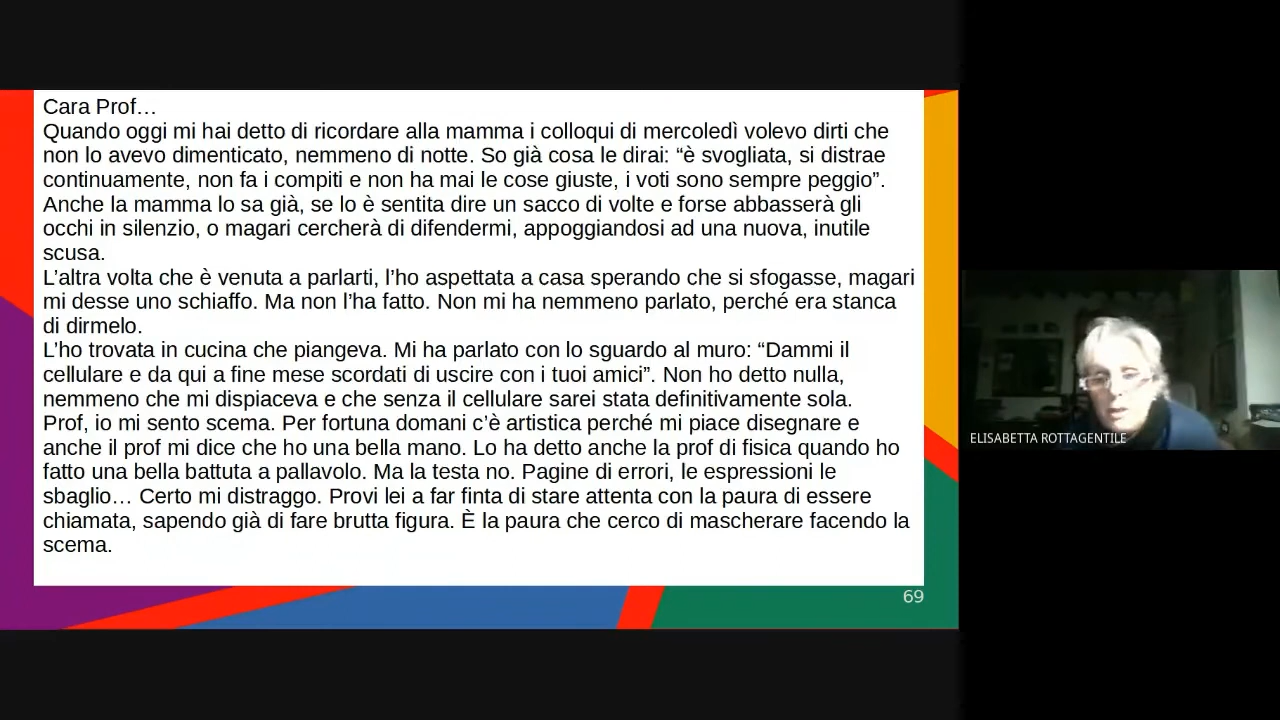 Cara Prof…
Quando oggi mi hai detto di ricordare alla mamma i colloqui di mercoledì volevo dirti che
non lo avevo dimenticato, nemmeno di notte. So già cosa le dirai: “è svogliata, si distrae
continuamente, non fa i compiti e non ha mai le cose giuste, i voti sono sempre peggio”.
Anche la mamma lo sa già, se lo è sentita dire un sacco di volte e forse abbasserà gli
occhi in silenzio, o magari cercherà di difendermi, appoggiandosi ad una nuova, inutile
scusa.
L’altra volta che è venuta a parlarti, l’ho aspettata a casa sperando che si sfogasse, magari
mi desse uno schiaffo. Ma non l’ha fatto. Non mi ha nemmeno parlato, perché era stanca
di dirmelo.
L’ho trovata in cucina che piangeva. Mi ha parlato con lo sguardo al muro: “Dammi il
cellulare e da qui a fine mese scordati di uscire con i tuoi amici”. Non ho detto nulla,
nemmeno che mi dispiaceva e che senza il cellulare sarei stata definitivamente sola.
Prof, io mi sento scema. Per fortuna domani c’è artistica perché mi piace disegnare e
anche il prof mi dice che ho una bella mano. Lo ha detto anche la prof di fisica quando ho
fatto una bella battuta a pallavolo. Ma la testa no. Pagine di errori, le espressioni le
sbaglio… Certo mi distraggo. Provi lei a far finta di stare attenta con la paura di essere
chiamata, sapendo già di fare brutta figura. È la paura che cerco di mascherare facendo la
scema.
69
ELISABETTA ROTTAGENTILE